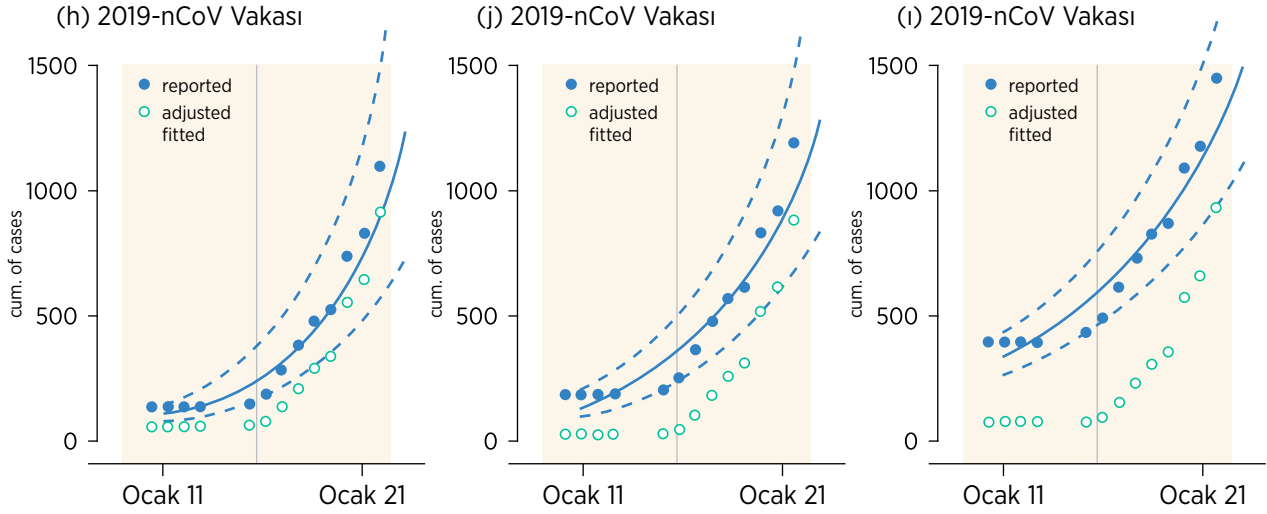 (h) 2019-nCoV Vakası
1500
1000
500
0
cum. of cases
reported
adjusted
fitted
Ocak 11
Ocak 21
(j) 2019-nCoV Vakası
1500
1000
500
0
cum. of cases
reported
adjusted
fitted
Ocak 11
Ocak 21
(ı) 2019-nCoV Vakası
1500
1000
500
0
cum. of cases
reported
adjusted
fitted
Ocak 11
Ocak 21